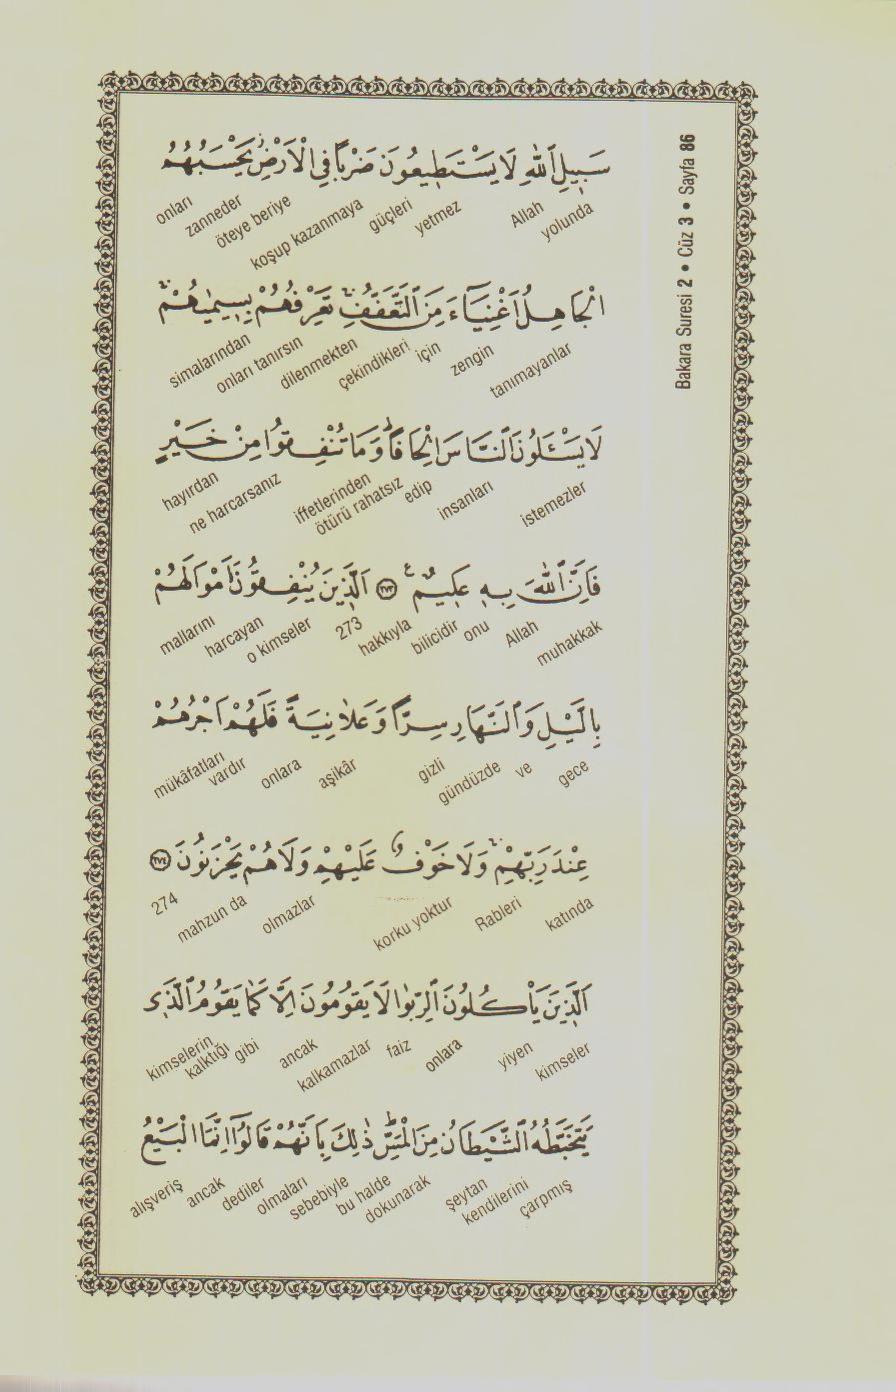 Bakara Suresi 2 • Cüz 3 • Sayfa 86
سَبِيلِ اللّٰهِ لَا يَسْتَطِيعُونَ ضَرْبًا فِي الْاَرْضِۘ يَحْسَبُهُمُ
yolunda Allah yetmez güçleri koşup kazanmaya öteye beriye zanneder onları
الْجَاهِلُ اَغْنِيَٓاءَ مِنَ التَّعَفُّفِۚ تَعْرِفُهُمْ بِسِيمٰيهُمْۚ
tanımayanlar zengin için çekindikleri dilenmekten onları tanırsın simalarından
لَا يَسْـَٔلُونَ النَّاسَ اِلْحَافًاۜ وَمَا تُنْفِقُوا مِنْ خَيْرٍ
istemezler insanları edip ötürü rahatsız iffetlerinden ne harcarsanız hayırdan
فَاِنَّ اللّٰهَ بِهٖ عَلٖيمٌࣖ ﴿٢٧٣﴾ اَلَّذٖينَ يُنْفِقُونَ اَمْوَالَهُمْ
muhakkak Allah onu bilicidir hakkıyla 273 o kimseler harcayan mallarını
بِالَّيْلِ وَالنَّهَارِ سِرًّا وَعَلَانِيَةً فَلَهُمْ اَجْرُهُمْ
gece ve gündüzde gizli aşikâr onlara vardır mükâfatları
عِنْدَ رَبِّهِمْۚ وَلَا خَوْفٌ عَلَيْهِمْ وَلَا هُمْ يَحْزَنُونَ ﴿٢٧٤﴾
katında Rableri korku yoktur olmazlar mahzun da 274
اَلَّذٖينَ يَأْكُلُونَ الرِّبٰوا لَا يَقُومُونَ اِلَّا كَمَا يَقُومُ الَّذٖي
kimseler yiyen onlara faiz kalkamazlar ancak gibi kalktığı kimselerin
يَتَخَبَّطُهُ الشَّيْطَانُ مِنَ الْمَسِّۜ ذٰلِكَ بِاَنَّهُمْ قَالُٓوا اِنَّمَا الْبَيْعُ
çarpmış kendilerini şeytan dokunarak bu halde sebebiyle olmaları dediler ancak alışveriş